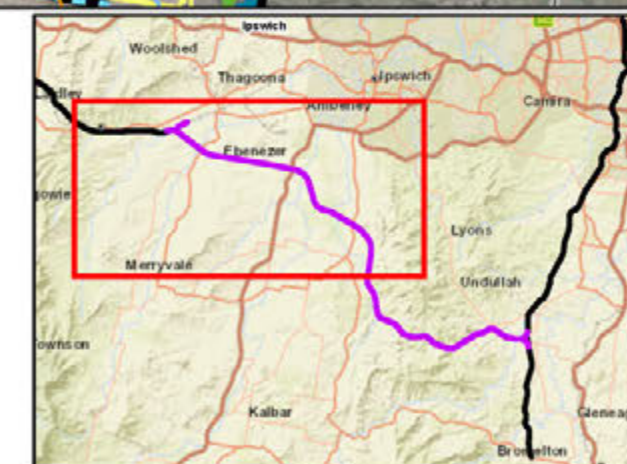 Ipswich
Woolshed
Thagoona
Ipswich
Amberley
Camira
Ebenezer
Lyons
Merryvale
Undullah
Kalbar
Bromelton